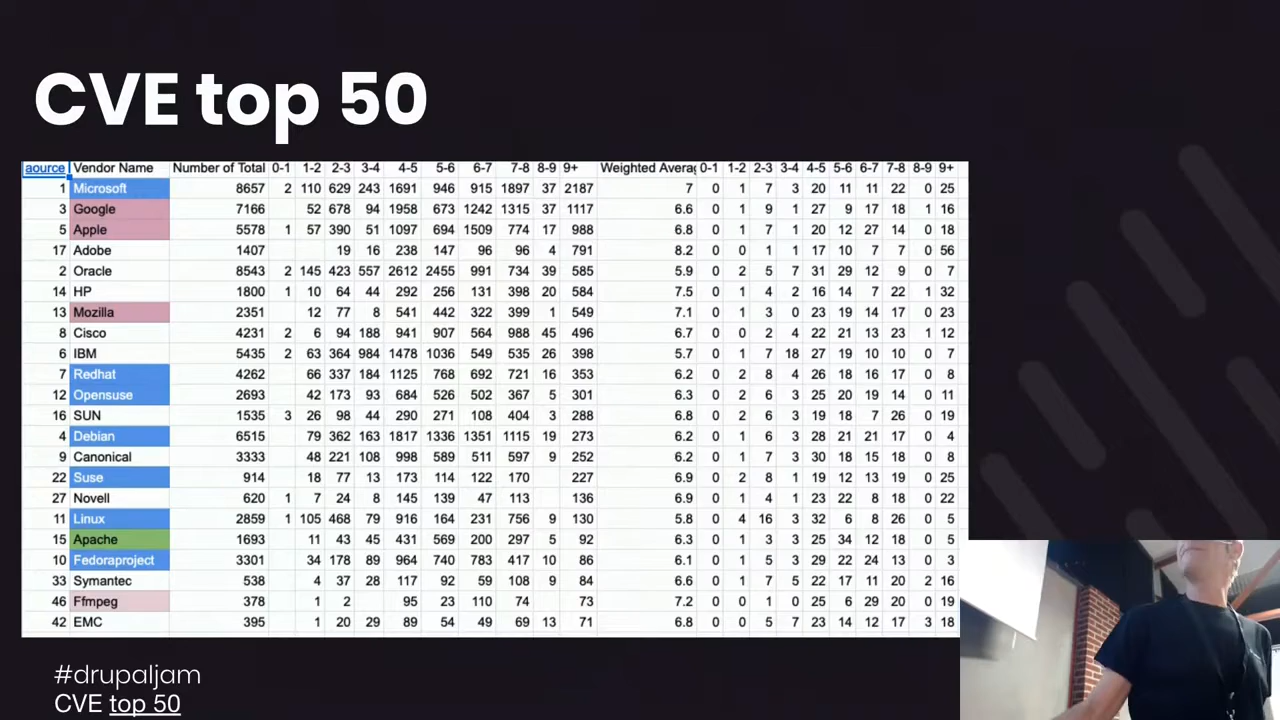 CVE top 50
aource Vendor Name Number of Total 0-1 1-2 2-3 3-4 4-5 5-6 6-7 7-8 8-9 9+ Weighted Averag 0-1 1-2 2-3 3-4 4-5 5-6 6-7 7-8 8-9 9+
1 Microsoft 8657 2 110 629 243 1691 946 915 1897 37 2187 7 0 1 7 3 20 11 11 22 0 25
3 Google 7166 52 678 94 1958 673 1242 1315 37 1117 6.6 0 1 9 1 27 9 17 18 1 16
5 Apple 5578 1 57 390 51 1097 694 1509 774 17 988 6.8 0 1 7 1 20 12 27 14 0 18
17 Adobe 1407 19 16 238 147 96 96 4 791 8.2 0 0 1 1 17 10 7 7 0 56
2 Oracle 8543 2 145 423 557 2612 2455 991 734 39 585 5.9 0 2 5 7 31 29 12 9 0 7
14 HP 1800 1 10 64 44 292 256 131 398 20 584 7.5 0 1 4 2 16 14 7 22 1 32
13 Mozilla 2351 12 77 8 541 442 322 399 1 549 7.1 0 1 3 0 23 19 14 17 0 23
8 Cisco 4231 2 6 94 188 941 907 564 988 45 496 6.7 0 0 2 4 22 21 13 23 1 12
6 IBM 5435 2 63 364 984 1478 1036 549 535 26 398 5.7 0 1 7 18 27 19 10 10 0 7
7 Redhat 4262 66 337 184 1125 768 692 721 16 353 6.2 0 2 8 4 26 18 16 17 0 8
12 Opensuse 2693 42 173 93 684 526 502 367 5 301 6.3 0 2 6 3 25 20 19 14 0 11
16 SUN 1535 3 26 98 44 290 271 108 404 3 288 6.8 0 2 6 3 19 18 7 26 0 19
4 Debian 6515 79 362 163 1817 1336 1351 1115 19 273 6.2 0 1 6 3 28 21 21 17 0 4
9 Canonical 3333 48 221 108 998 589 511 597 9 252 6.2 0 1 7 3 30 18 15 18 0 8
22 Suse 914 18 77 13 173 114 122 170 227 6.9 0 2 8 1 19 12 13 19 0 25
27 Novell 620 1 7 24 8 145 139 47 113 136 6.9 0 1 4 1 23 22 8 18 0 22
11 Linux 2859 1 105 468 79 916 164 231 756 9 130 5.8 0 4 16 3 32 6 8 26 0 5
15 Apache 1693 11 43 45 431 569 200 297 5 92 6.3 0 1 3 3 25 34 12 18 0 5
10 Fedoraproject 3301 34 178 89 964 740 783 417 10 86 6.1 0 1 5 3 29 22 24 13 0 3
33 Symantec 538 4 37 28 117 92 59 108 9 84 6.6 0 1 7 5 22 17 11 20 2 16
46 Ffmpeg 378 1 2 95 23 110 74 73 7.2 0 0 1 0 25 6 29 20 0 19
42 EMC 395 1 20 29 89 54 49 69 13 71 6.8 0 0 5 7 23 14 12 17 3 18
#drupaljam
CVE top 50